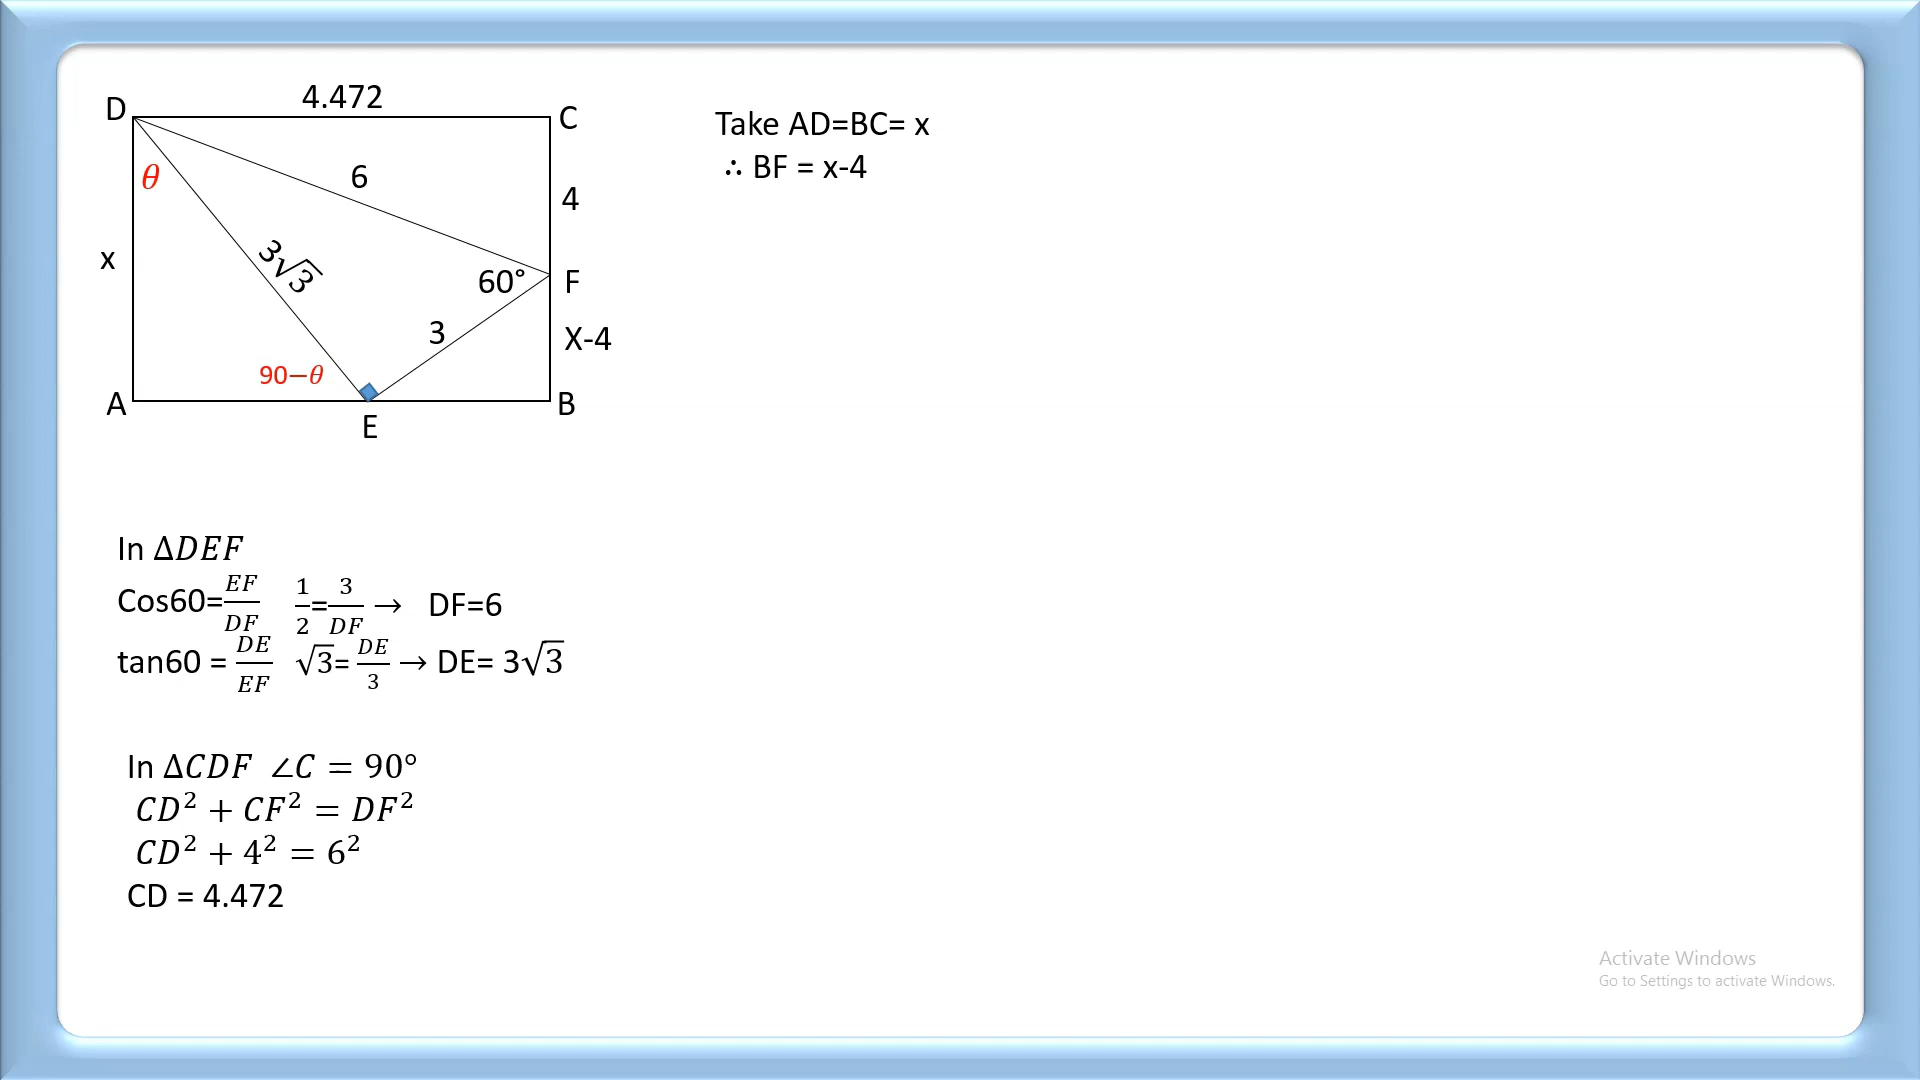 4.472
D
C
θ
6
4
x
3√3
60°
F
3
X-4
90−θ
A
B
E
Take AD=BC= x
∴ BF = x-4
In ΔDEF
Cos60=EF/DF 1/2=3/DF → DF=6
tan60 = DE/EF √3=DE/3 → DE= 3√3
In ΔCDF ∠C = 90°
CD² + CF² = DF²
CD² + 4² = 6²
CD = 4.472
Activate Windows
Go to Settings to activate Windows.